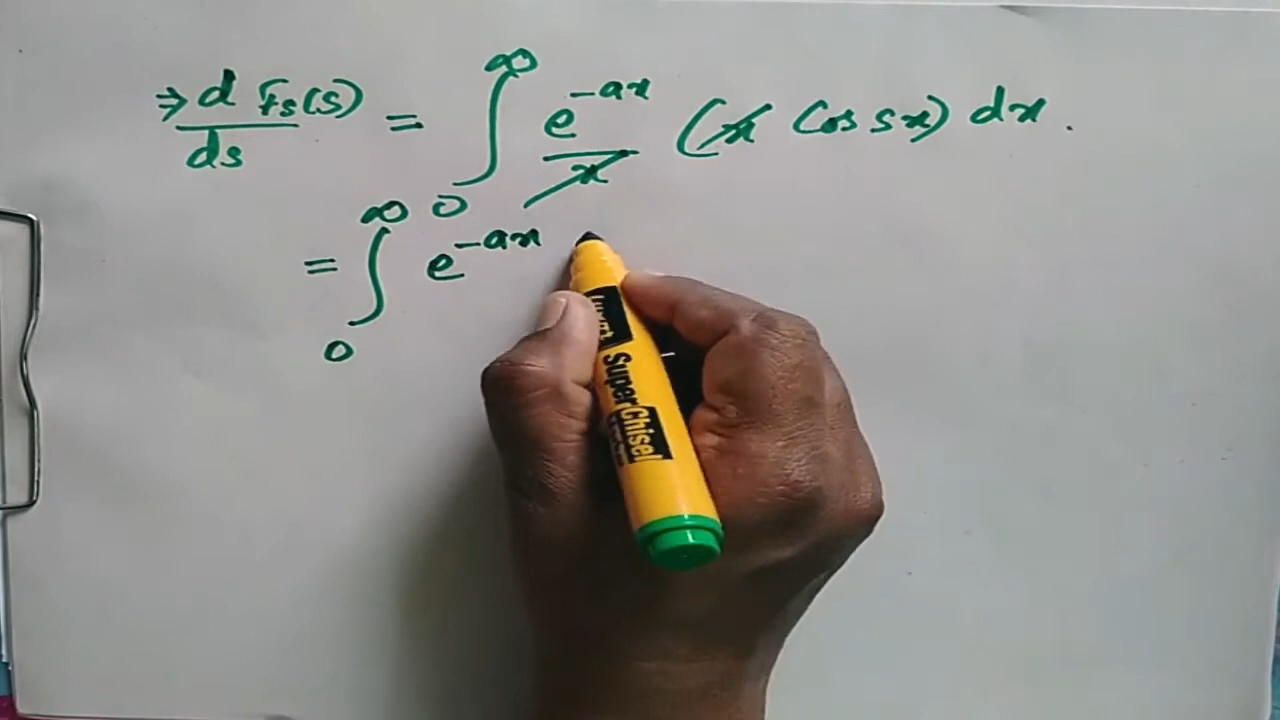 ⇒ d Fs(s) / ds = ∫₀^∞ e^{-ax} / x (x cos sx) dx.
= ∫₀^∞ e^{-ax}
Super Chisel